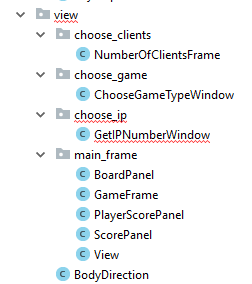 view
choose_clients
C NumberOfClientsFrame
choose_game
C ChooseGameTypeWindow
choose_ip
C GetIPNumberWindow
main_frame
C BoardPanel
C GameFrame
C PlayerScorePanel
C ScorePanel
C View
C BodyDirection